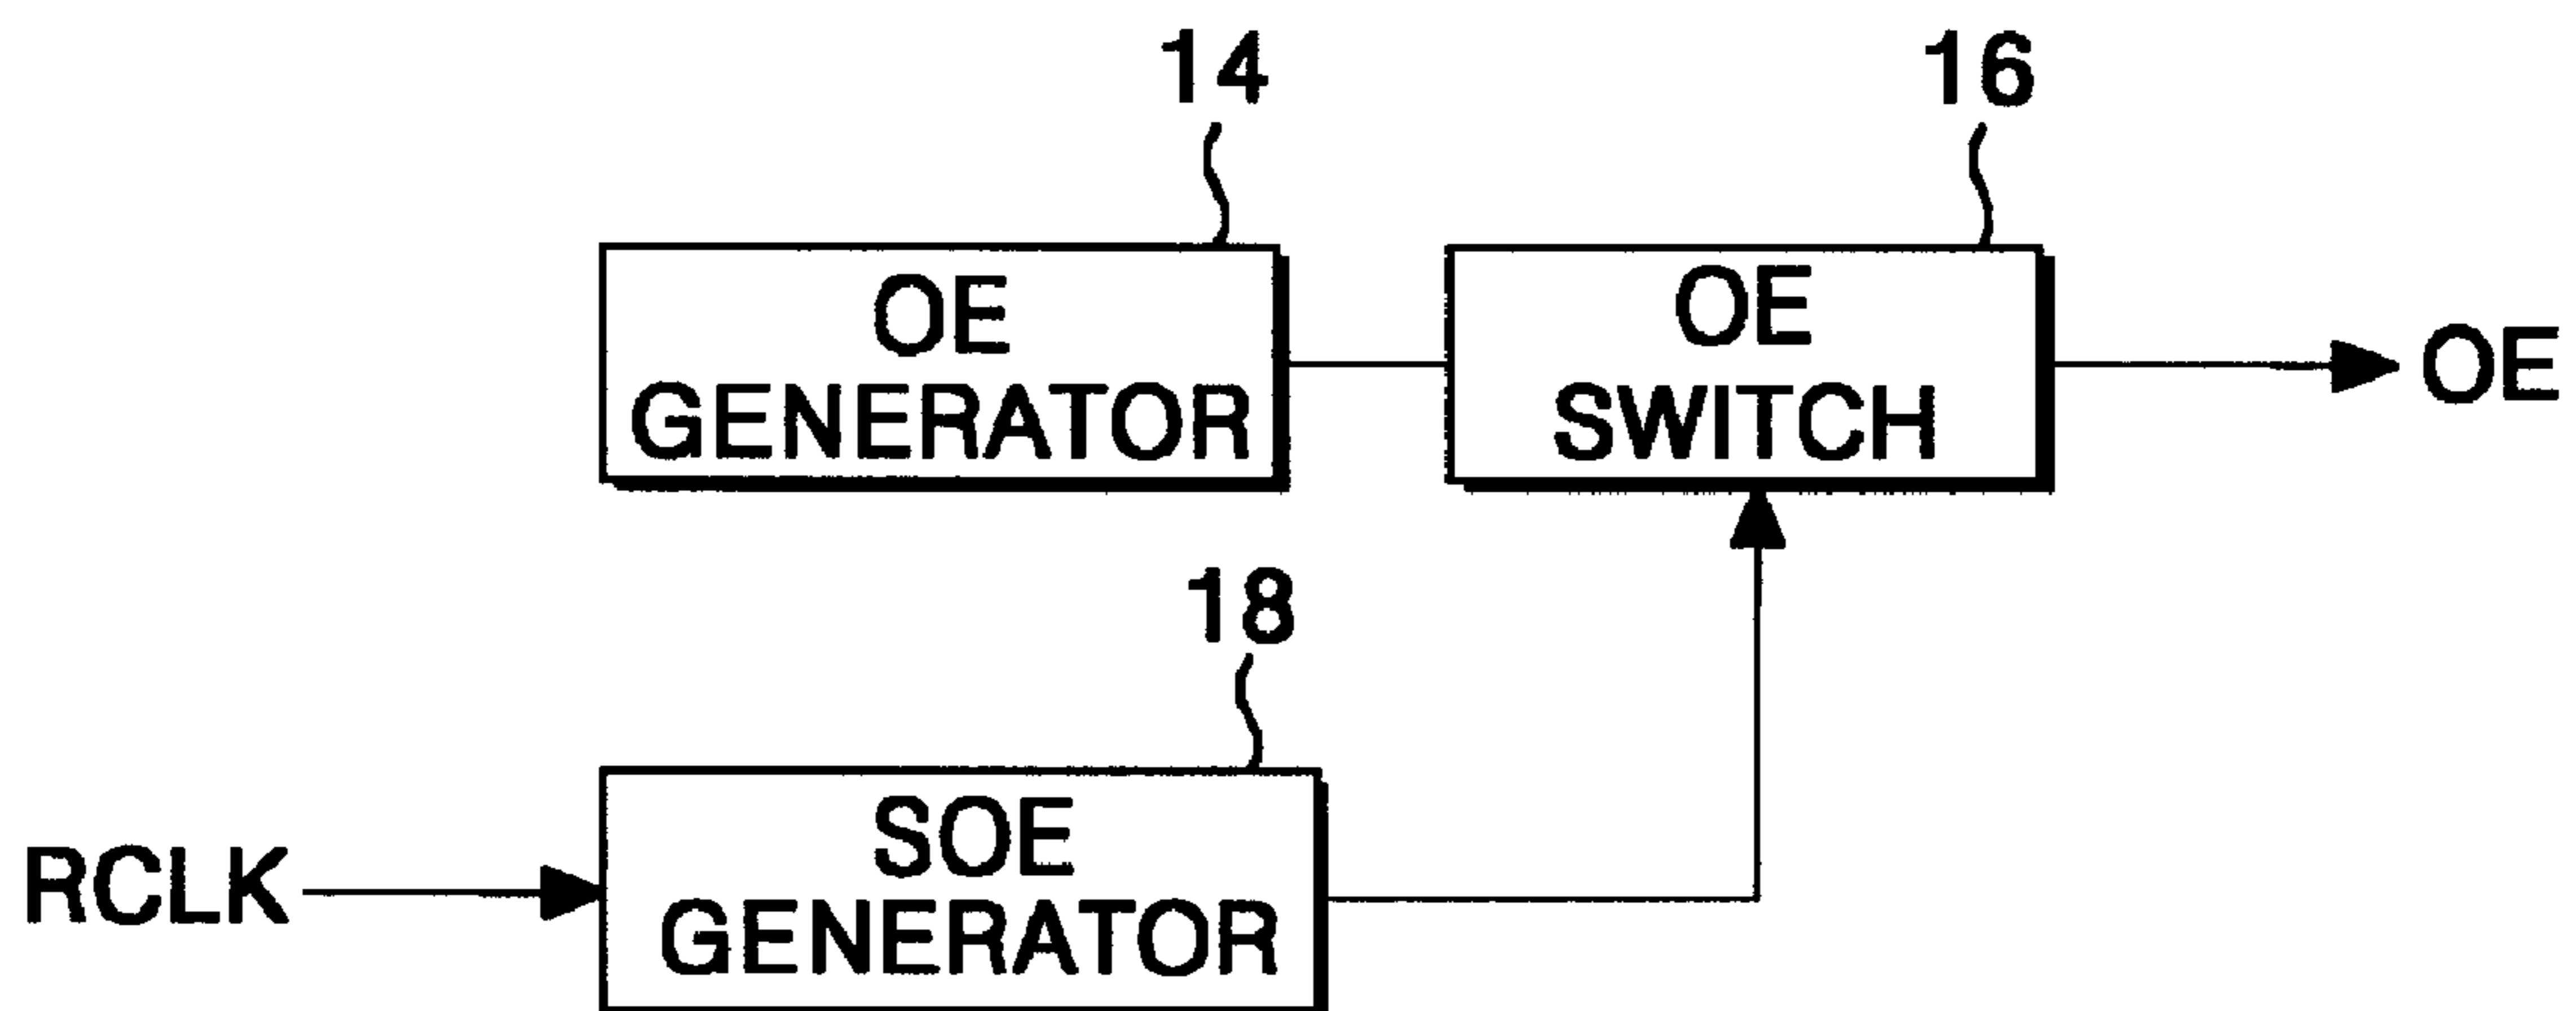 14
16
OE
GENERATOR
OE
SWITCH
OE
18
RCLK
SOE
GENERATOR